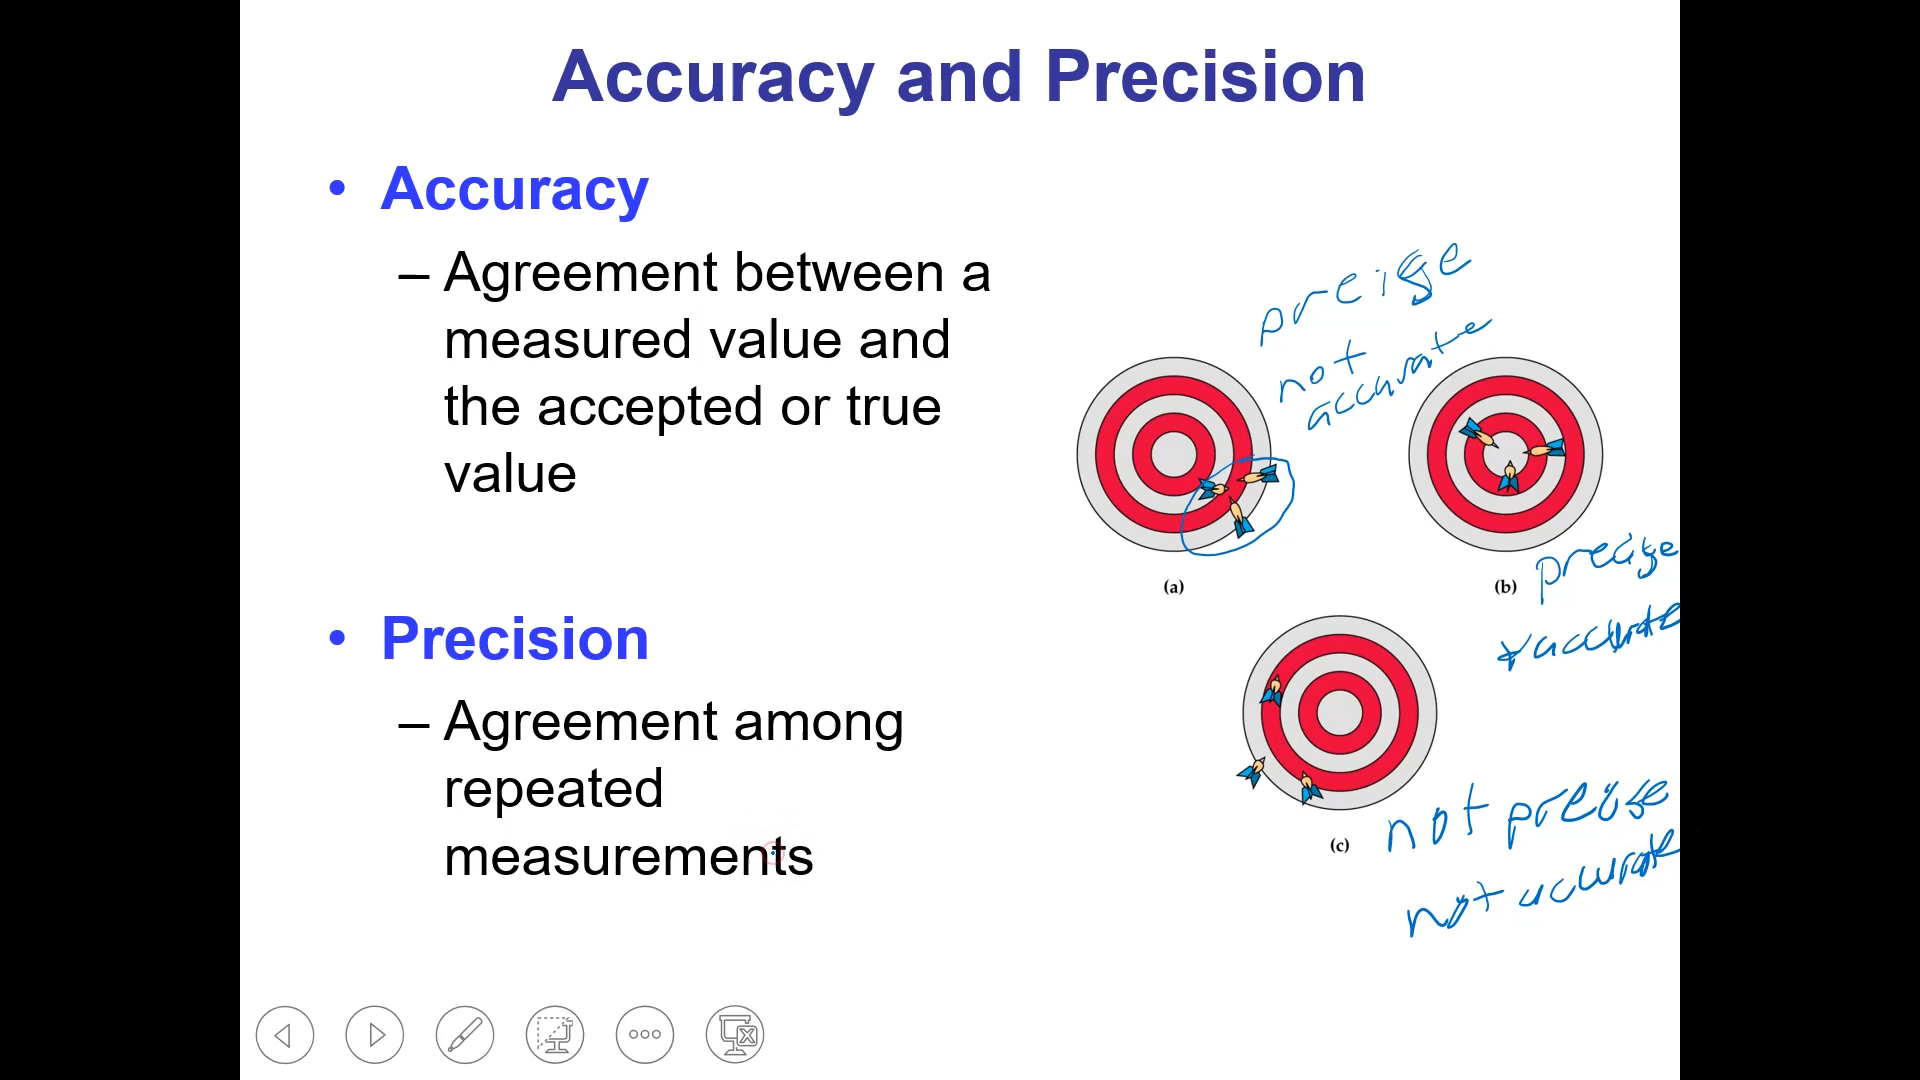 Accuracy and Precision
• Accuracy
– Agreement between a
measured value and
the accepted or true
value
• Precision
– Agreement among
repeated
measurements
precise
not
accurate
(a)
(b)
precise
+ accurate
(c)
not precise
not accurate